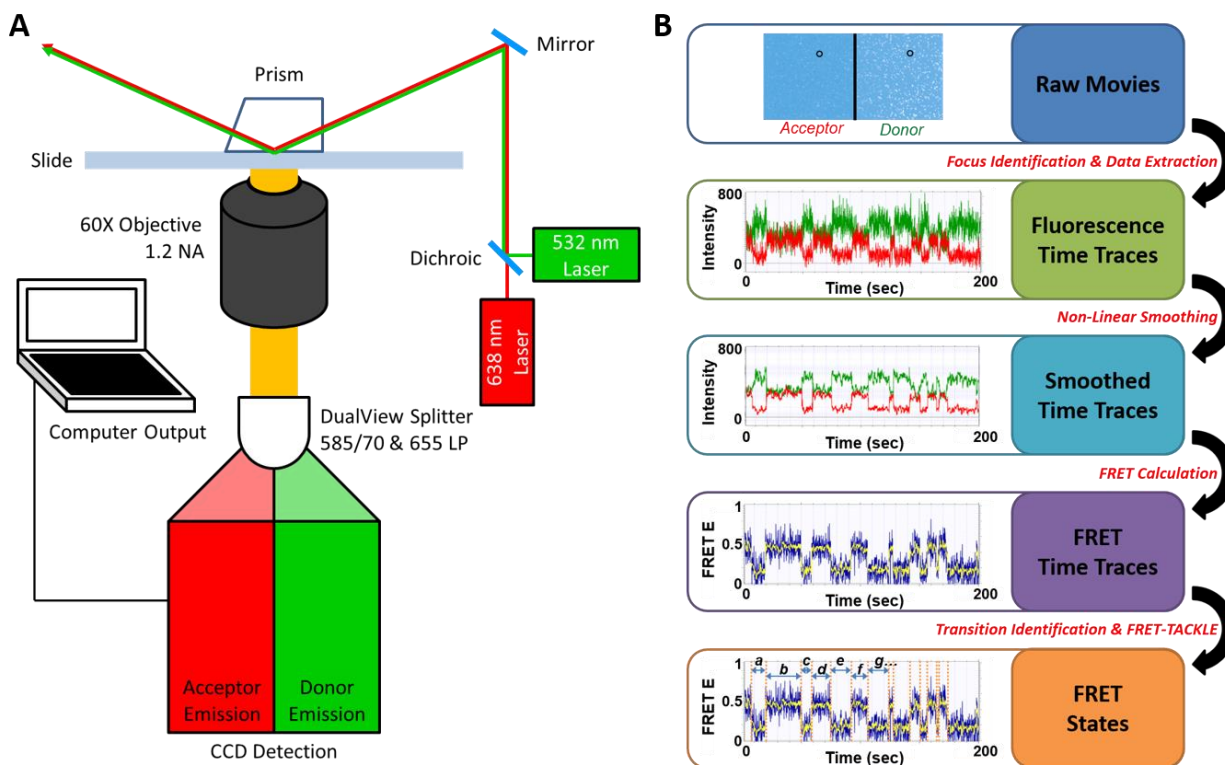 A
Mirror
Prism
Slide
60X Objective
1.2 NA
Dichroic
532 nm
Laser
638 nm
Laser
DualView Splitter
585/70 & 655 LP
Computer Output
Acceptor
Emission
Donor
Emission
CCD Detection
B
Acceptor
Donor
Raw Movies
Focus Identification & Data Extraction
800
Intensity
0
0
Time (sec)
200
Fluorescence
Time Traces
Non-Linear Smoothing
800
Intensity
0
0
Time (sec)
200
Smoothed
Time Traces
FRET Calculation
1
FRET E
0.5
0
0
Time (sec)
200
FRET
Time Traces
Transition Identification & FRET-TACKLE
1
FRET E
0.5
0
a
b
c
d
e
f
g...
0
Time (sec)
200
FRET
States